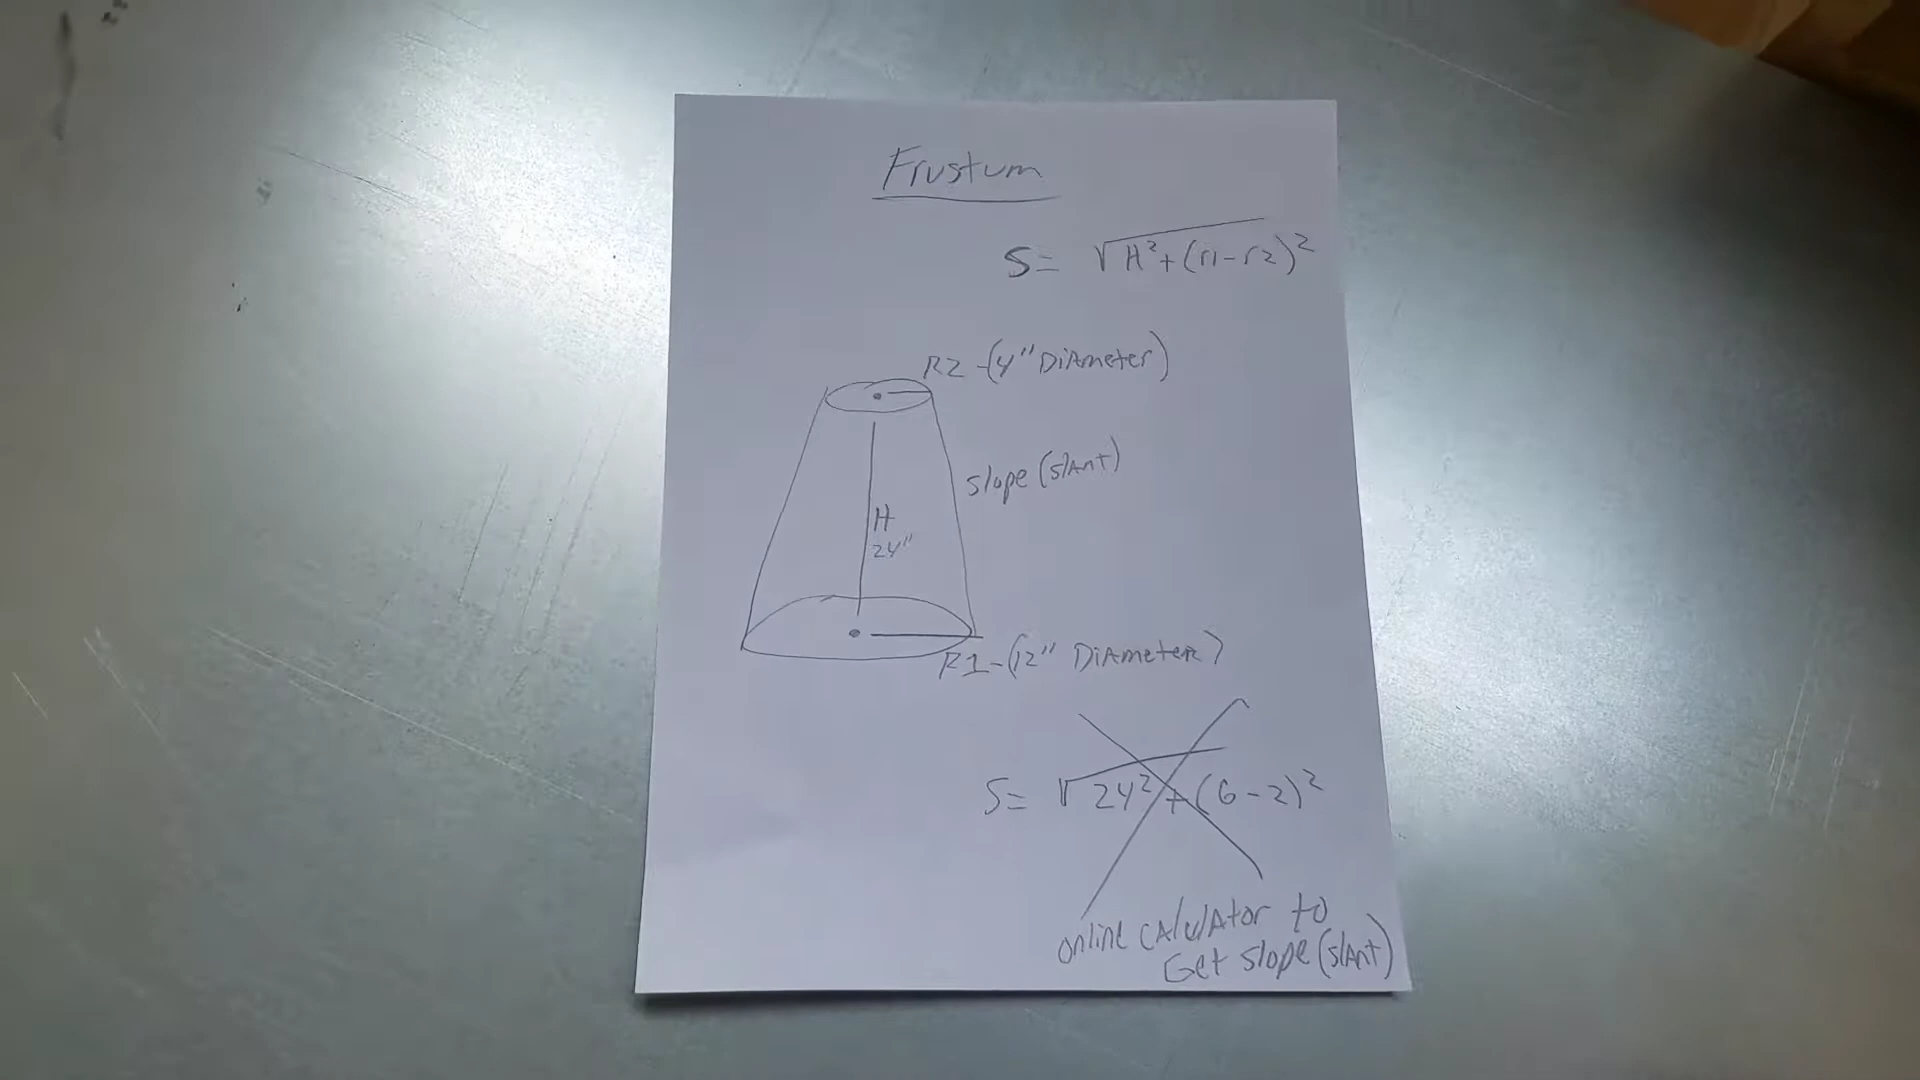 Frustum
S= √H²+(r1-r2)²
R2-(4" Diameter)
slope (slant)
H
24"
R1-(12" Diameter)
S= √24²+(6-2)²
online calculator to
Get slope (slant)